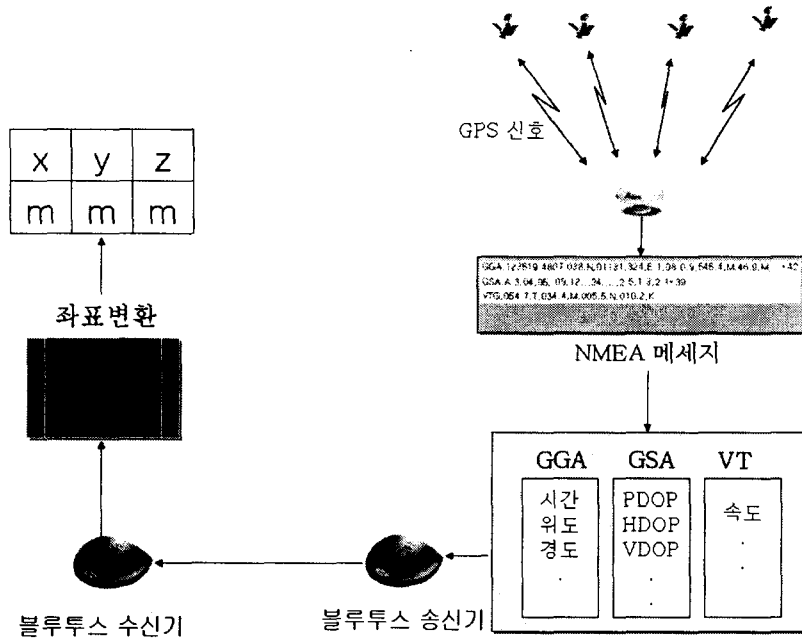 GPS 신호
x y z
m m m
좌표변환
NMEA 메세지
GGA GSA VT
시간 PDOP 속도
위도 HDOP
경도 VDOP
블루투스 수신기
블루투스 송신기